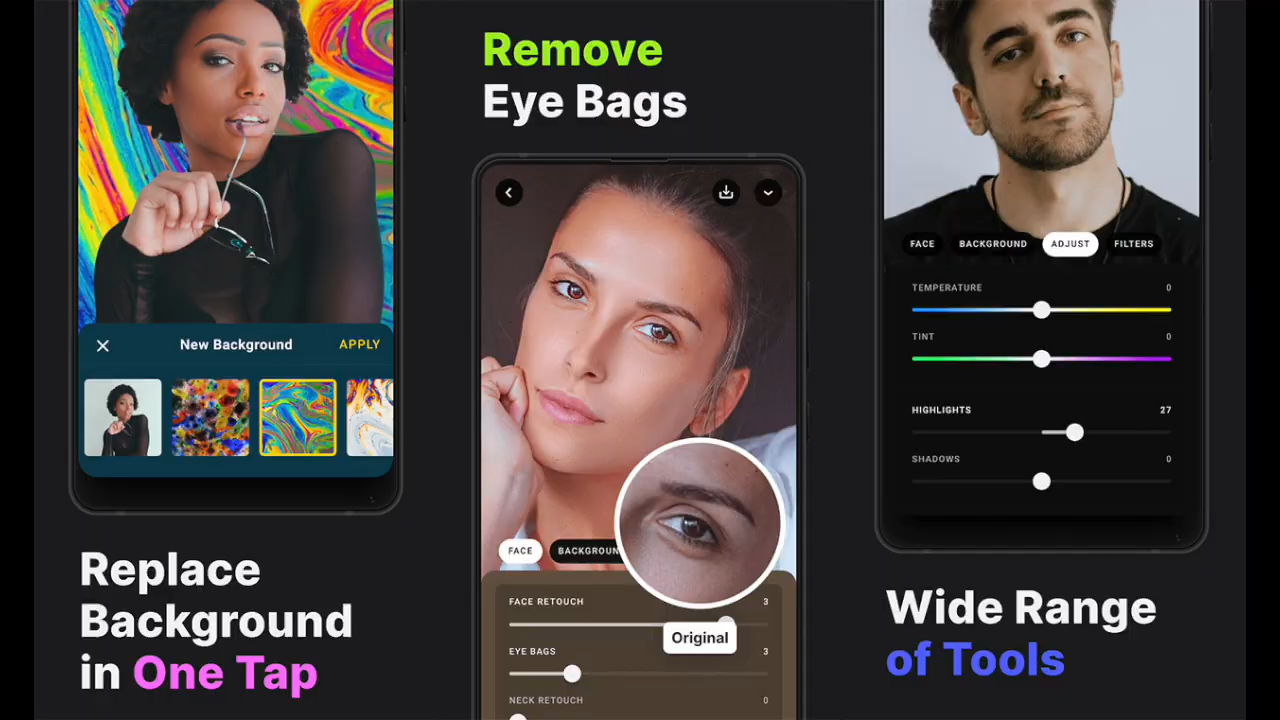 New Background
APPLY
Replace
Background
in One Tap
Remove
Eye Bags
FACE
BACKGROUN
FACE RETOUCH 3
Original
EYE BAGS 3
NECK RETOUCH 0
FACE
BACKGROUND
ADJUST
FILTERS
TEMPERATURE 0
TINT 0
HIGHLIGHTS 27
SHADOWS 0
Wide Range
of Tools